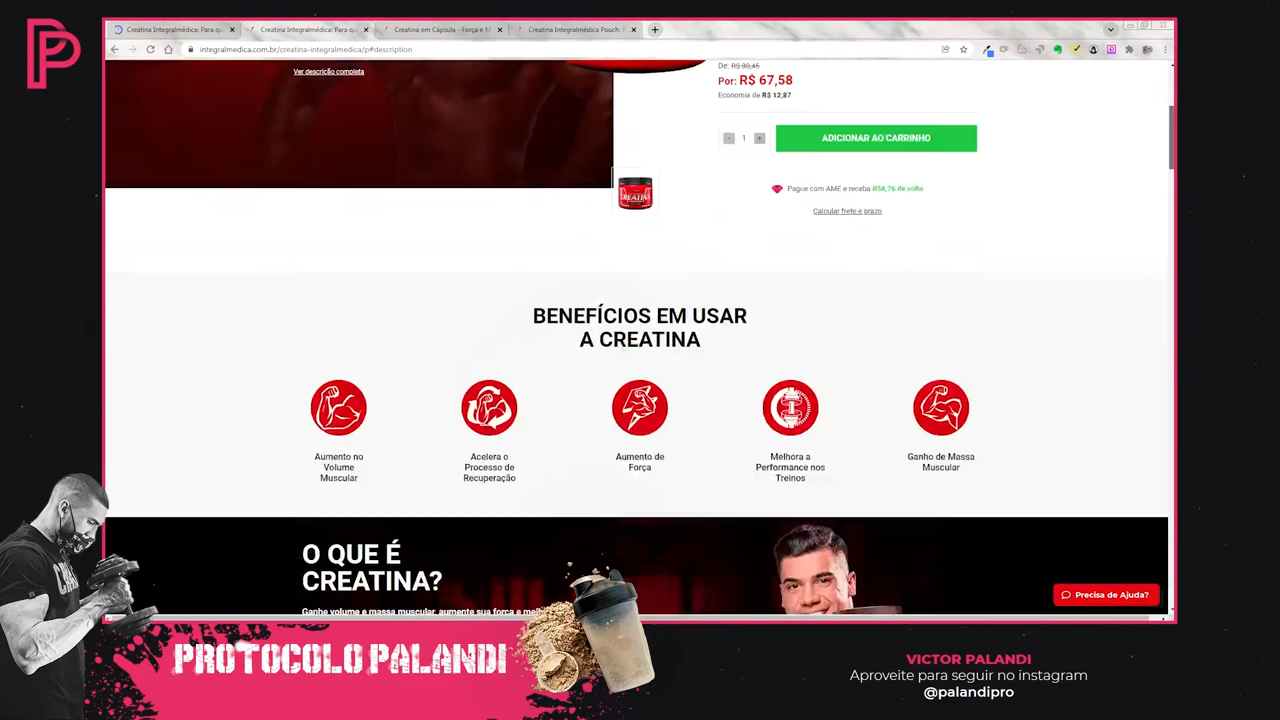 Creatina Integralmédica: Para qu
Creatina Integralmédica: Para qu
Creatina em Cápsula - Força e M
Creatina Integralmédica Pouch:
integralmedica.com.br/creatina-integralmedica/p#description
Ver descrição completa
De: R$ 80,45
Por: R$ 67,58
Economia de R$ 12,87
- 1 +
ADICIONAR AO CARRINHO
CREATINA
Pague com AME e receba R$6,76 de volta
Calcular frete e prazo
BENEFÍCIOS EM USAR
A CREATINA
Aumento no
Volume
Muscular
Acelera o
Processo de
Recuperação
Aumento de
Força
Melhora a
Performance nos
Treinos
Ganho de Massa
Muscular
O QUE É
CREATINA?
Ganhe volume e massa muscular, aumente sua força e
Precisa de Ajuda?
PROTOCOLO PALANDI
VICTOR PALANDI
Aproveite para seguir no instagram
@palandipro